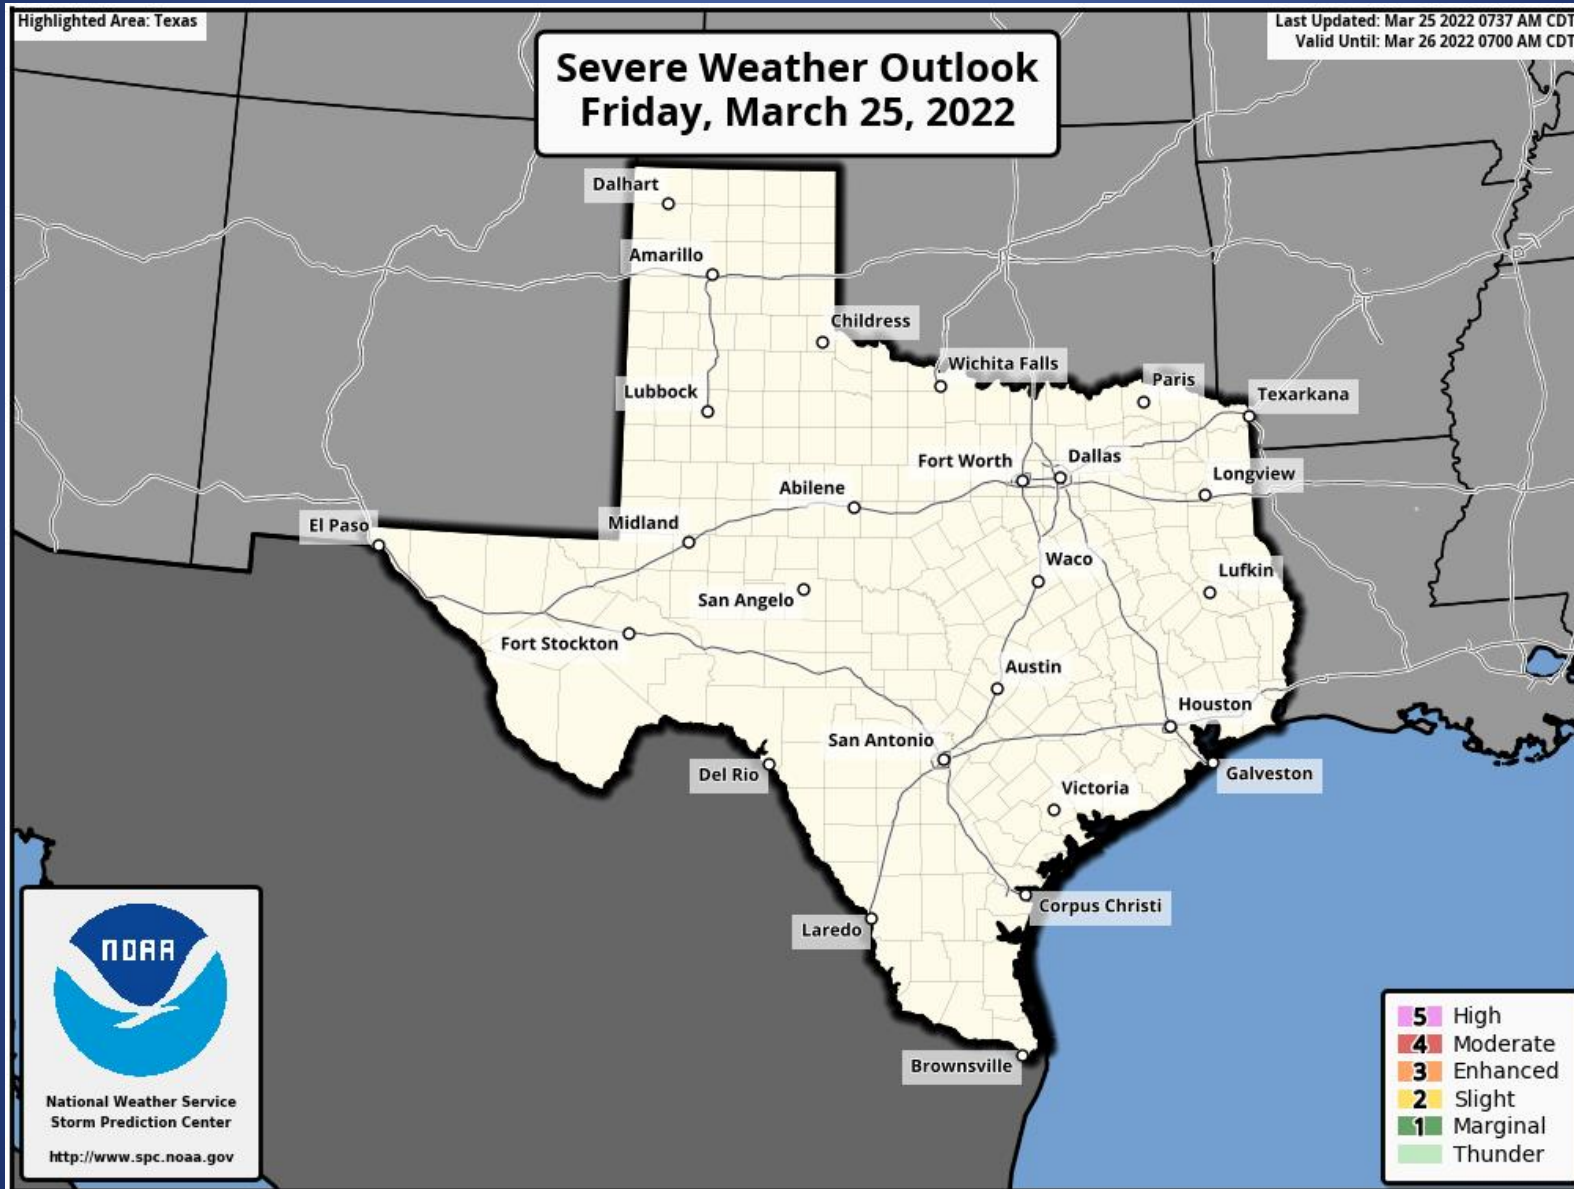 Highlighted Area: Texas
Last Updated: Mar 25 2022 0737 AM CDT
Valid Until: Mar 26 2022 0700 AM CDT
Severe Weather Outlook
Friday, March 25, 2022
Dalhart
Amarillo
Childress
Wichita Falls
Paris
Lubbock
Texarkana
Fort Worth
Dallas
Longview
Abilene
El Paso
Midland
Waco
Lufkin
San Angelo
Fort Stockton
Austin
Houston
San Antonio
Del Rio
Galveston
Victoria
Corpus Christi
Laredo
Brownsville
NOAA
National Weather Service
Storm Prediction Center
http://www.spc.noaa.gov
5 High
4 Moderate
3 Enhanced
2 Slight
1 Marginal
Thunder